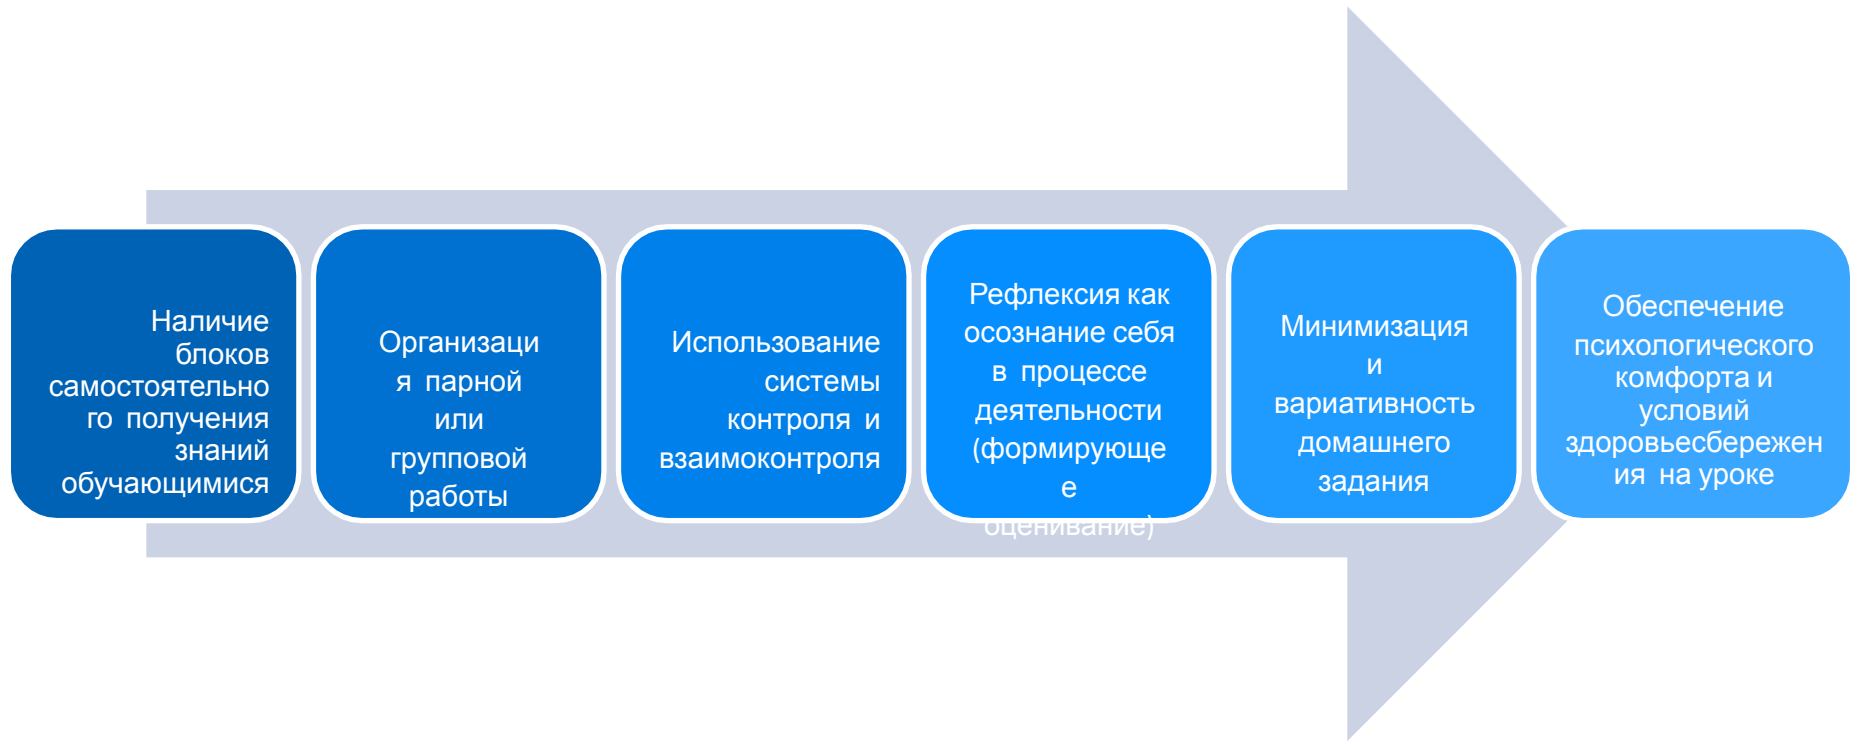 Наличие
блоков
самостоятельно
го получения
знаний
обучающимися
Организаци
я парной
или
групповой
работы
Использование
системы
контроля и
взаимоконтроля
Рефлексия как
осознание себя
в процессе
деятельности
(формирующе
е
оценивание)
Минимизация
и
вариативность
домашнего
задания
Обеспечение
психологического
комфорта и
условий
здоровьесбережен
ия на уроке